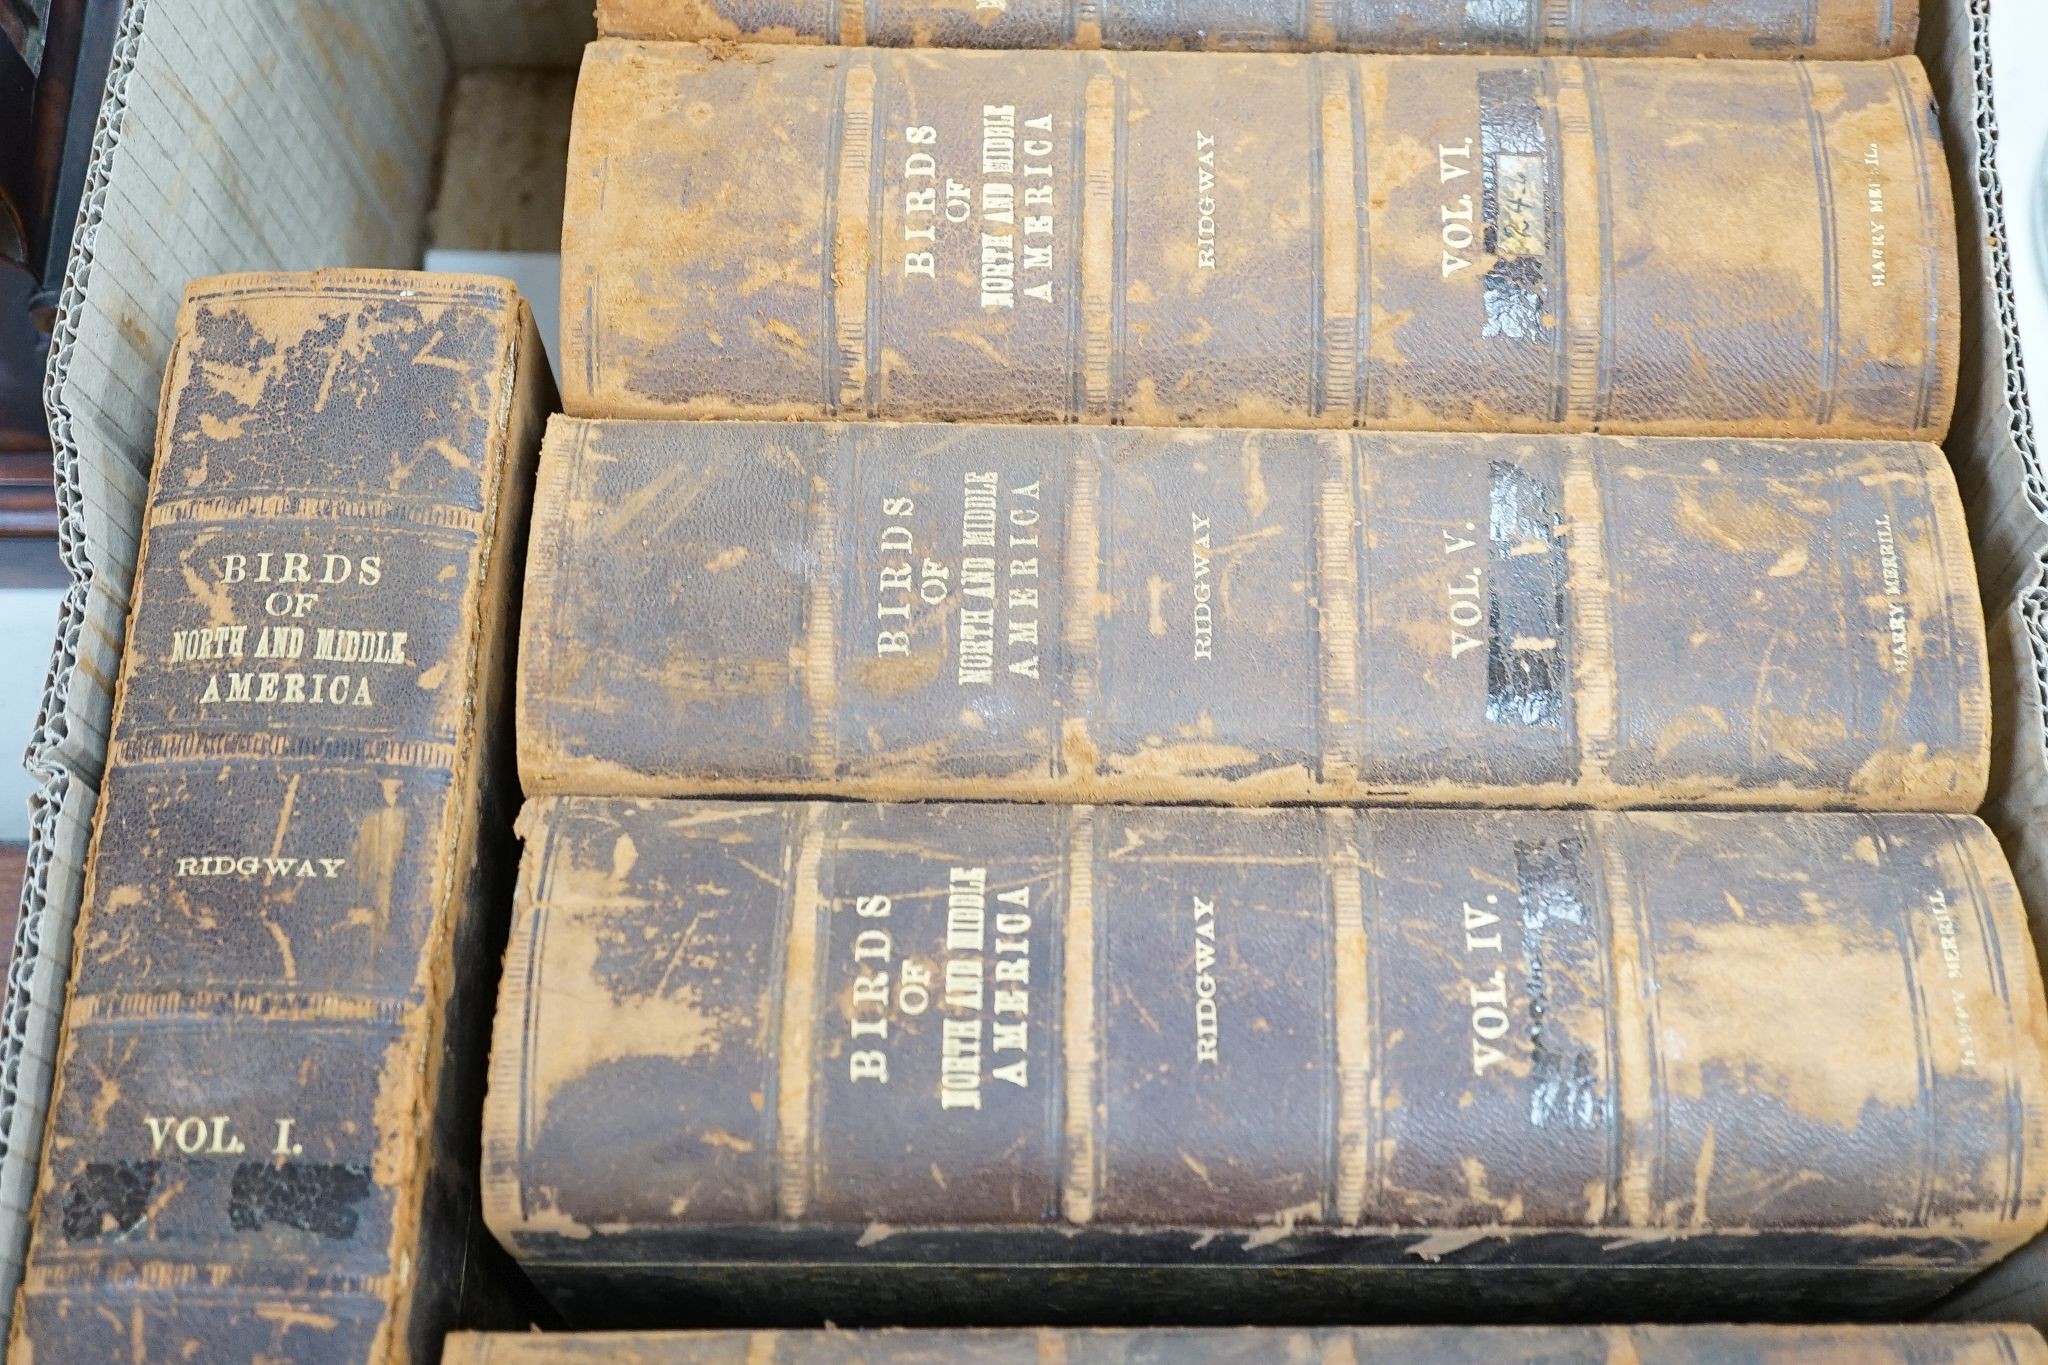 BIRDS
OF
NORTH AND MIDDLE
AMERICA
RIDGWAY
VOL. I.
BIRDS
OF
NORTH AND MIDDLE
AMERICA
RIDGWAY
VOL. VI.
HARRY
BIRDS
OF
NORTH AND MIDDLE
AMERICA
RIDGWAY
VOL. V.
HARRY MERRILL
BIRDS
OF
NORTH AND MIDDLE
AMERICA
RIDGWAY
VOL. IV.
HARRY MERRILL